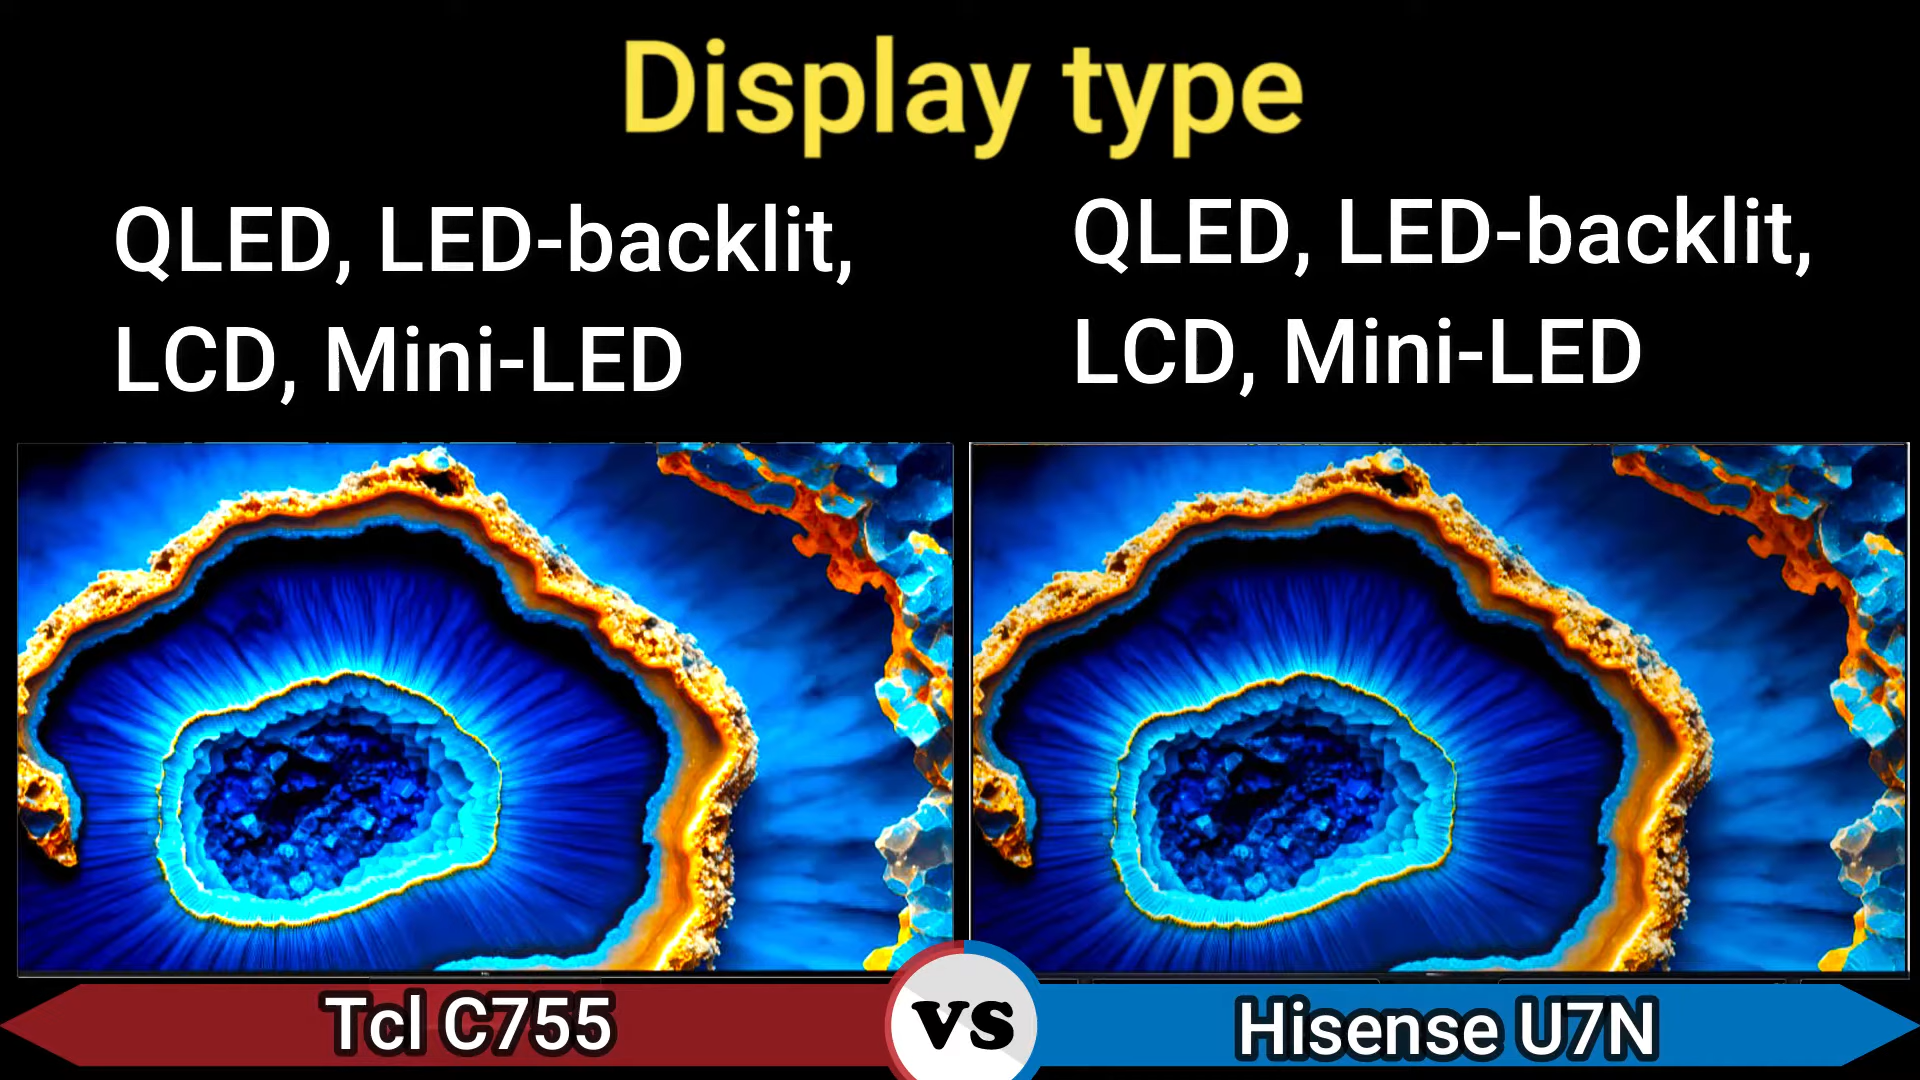 Display type
QLED, LED-backlit,
LCD, Mini-LED
QLED, LED-backlit,
LCD, Mini-LED
Tcl C755
VS
Hisense U7N